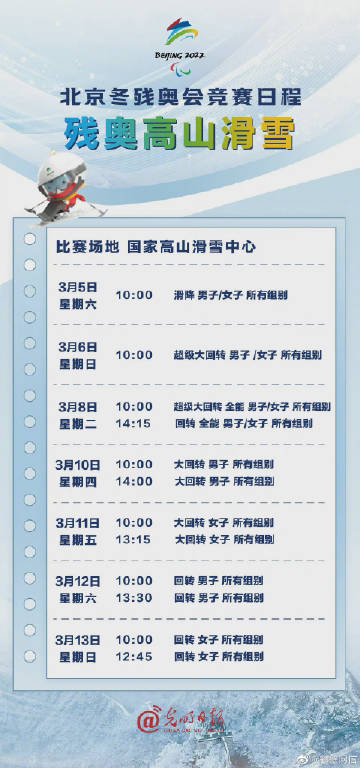 BEIJING 2022
北京冬残奥会竞赛日程
残奥高山滑雪
比赛场地 国家高山滑雪中心
3月5日
星期六
10:00 滑降 男子/女子 所有组别
3月6日
星期日
10:00 超级大回转 男子 /女子 所有组别
3月8日
星期二
10:00 超级大回转 全能 男子/女子 所有组别
14:15 回转 全能 男子/女子 所有组别
3月10日
星期四
10:00 大回转 男子 所有组别
14:00 大回转 男子 所有组别
3月11日
星期五
10:00 大回转 女子 所有组别
13:15 大回转 女子 所有组别
3月12日
星期六
10:00 回转 男子 所有组别
13:30 回转 男子 所有组别
3月13日
星期日
10:00 回转 女子 所有组别
12:45 回转 女子 所有组别
@光明日报